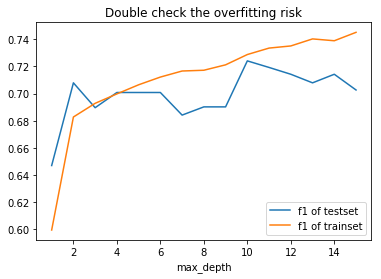 Double check the overfitting risk
0.74
0.72
0.70
0.68
0.66
0.64
0.62
0.60
f1 of testset
f1 of trainset
2 4 6 8 10 12 14
max_depth